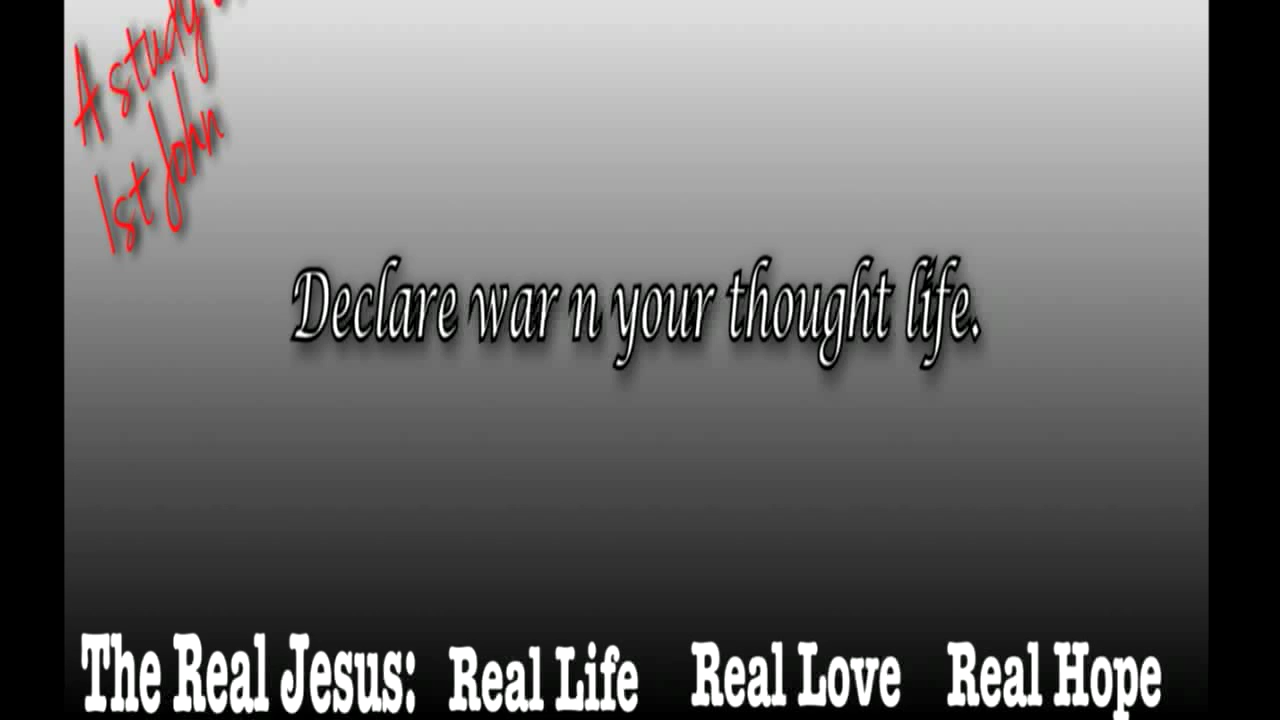 A study
1st John
Declare war n your thought life.
The Real Jesus: Real Life Real Love Real Hope